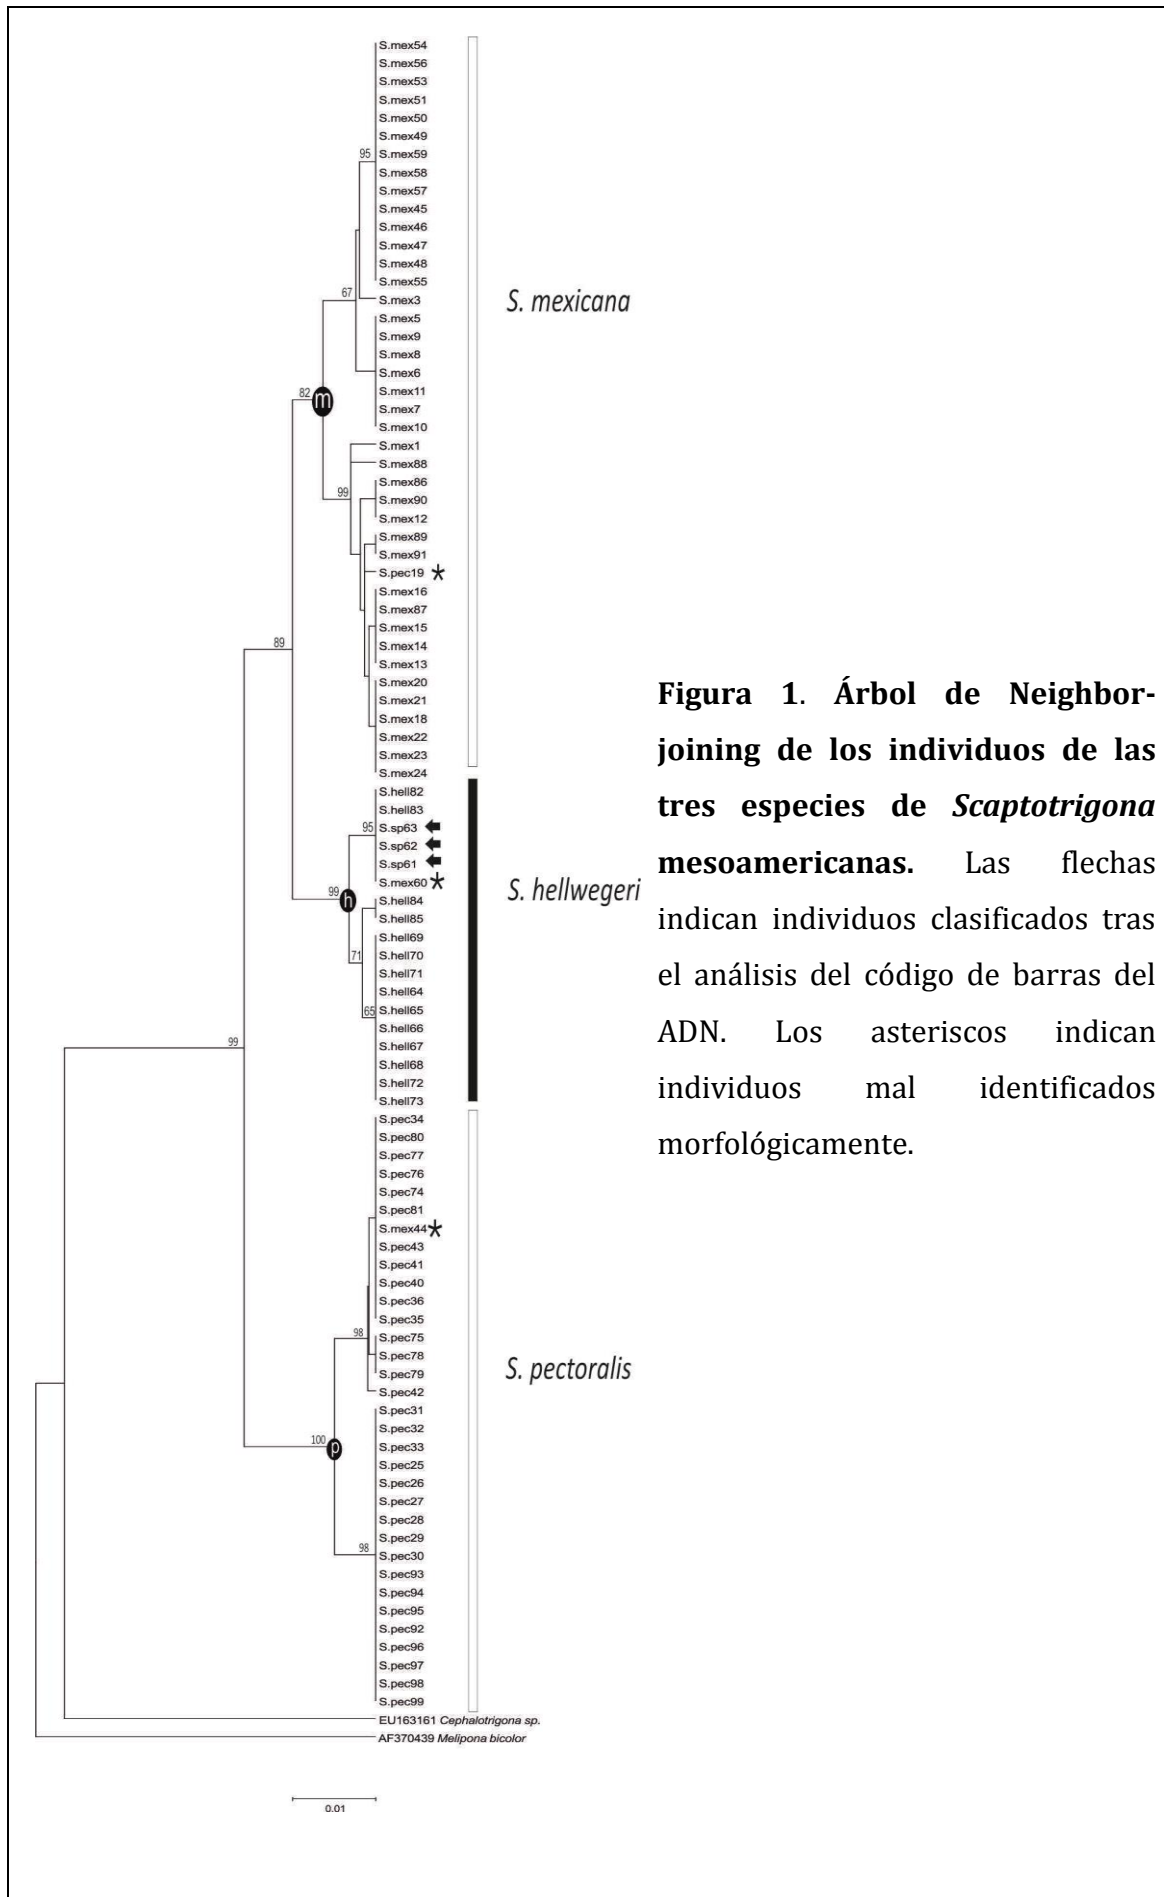 S.mex54
S.mex56
S.mex53
S.mex51
S.mex50
S.mex49
95 S.mex59
S.mex58
S.mex57
S.mex45
S.mex46
S.mex47
S.mex48
S.mex55
67 S.mex3
S. mexicana
S.mex5
S.mex9
S.mex8
S.mex6
82 m S.mex11
S.mex7
S.mex10
S.mex1
S.mex88
S.mex86
99 S.mex90
S.mex12
S.mex89
S.mex91
S.pec19 *
S.mex16
S.mex87
S.mex15
89 S.mex14
S.mex13
S.mex20
S.mex21
S.mex18
S.mex22
S.mex23
S.mex24
S.hell82
S.hell83
95 S.sp63
S.sp62
S.sp61
S.mex60 *
99 h S.hell84
S. hellwegeri
S.hell85
S.hell69
71 S.hell70
S.hell71
S.hell64
65 S.hell65
S.hell66
99 S.hell67
S.hell68
S.hell72
S.hell73
S.pec34
S.pec80
S.pec77
S.pec76
S.pec74
S.pec81
S.mex44 *
S.pec43
S.pec41
S.pec40
S.pec36
S.pec35
98 S.pec75
S.pec78
S.pec79
S. pectoralis
S.pec42
S.pec31
S.pec32
100 p S.pec33
S.pec25
S.pec26
S.pec27
S.pec28
S.pec29
98 S.pec30
S.pec93
S.pec94
S.pec95
S.pec92
S.pec96
S.pec97
S.pec98
S.pec99
EU163161 Cephalotrigona sp.
AF370439 Melipona bicolor
0.01
Figura 1. Árbol de Neighbor-
joining de los individuos de las
tres especies de Scaptotrigona
mesoamericanas. Las flechas
indican individuos clasificados tras
el análisis del código de barras del
ADN. Los asteriscos indican
individuos mal identificados
morfológicamente.